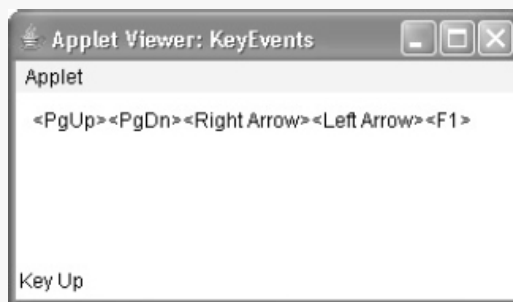 Applet Viewer: KeyEvents
Applet
<PgUp><PgDn><Right Arrow><Left Arrow><F1>
Key Up